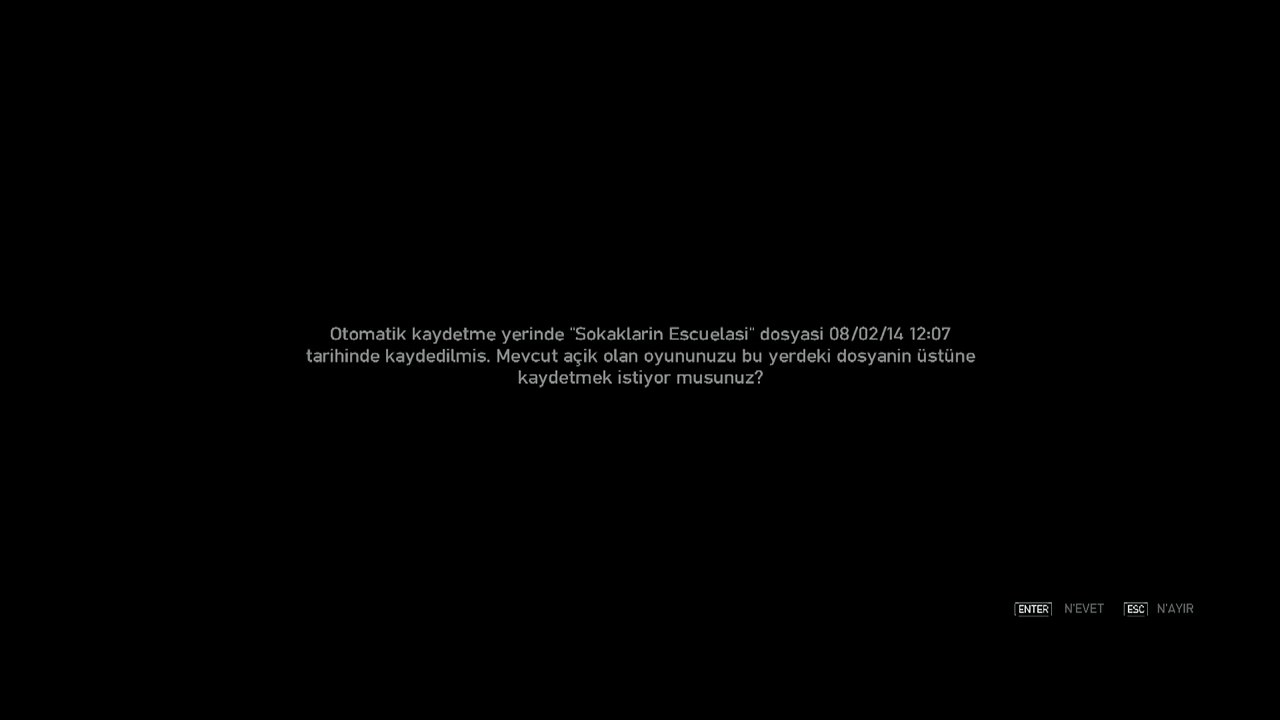 Otomatik kaydetme yerinde "Sokaklarin Escuelasi" dosyasi 08/02/14 12:07
tarihinde kaydedilmis. Mevcut açik olan oyununuzu bu yerdeki dosyanin üstüne
kaydetmek istiyor musunuz?
ENTER N'EVET ESC N'AYIR